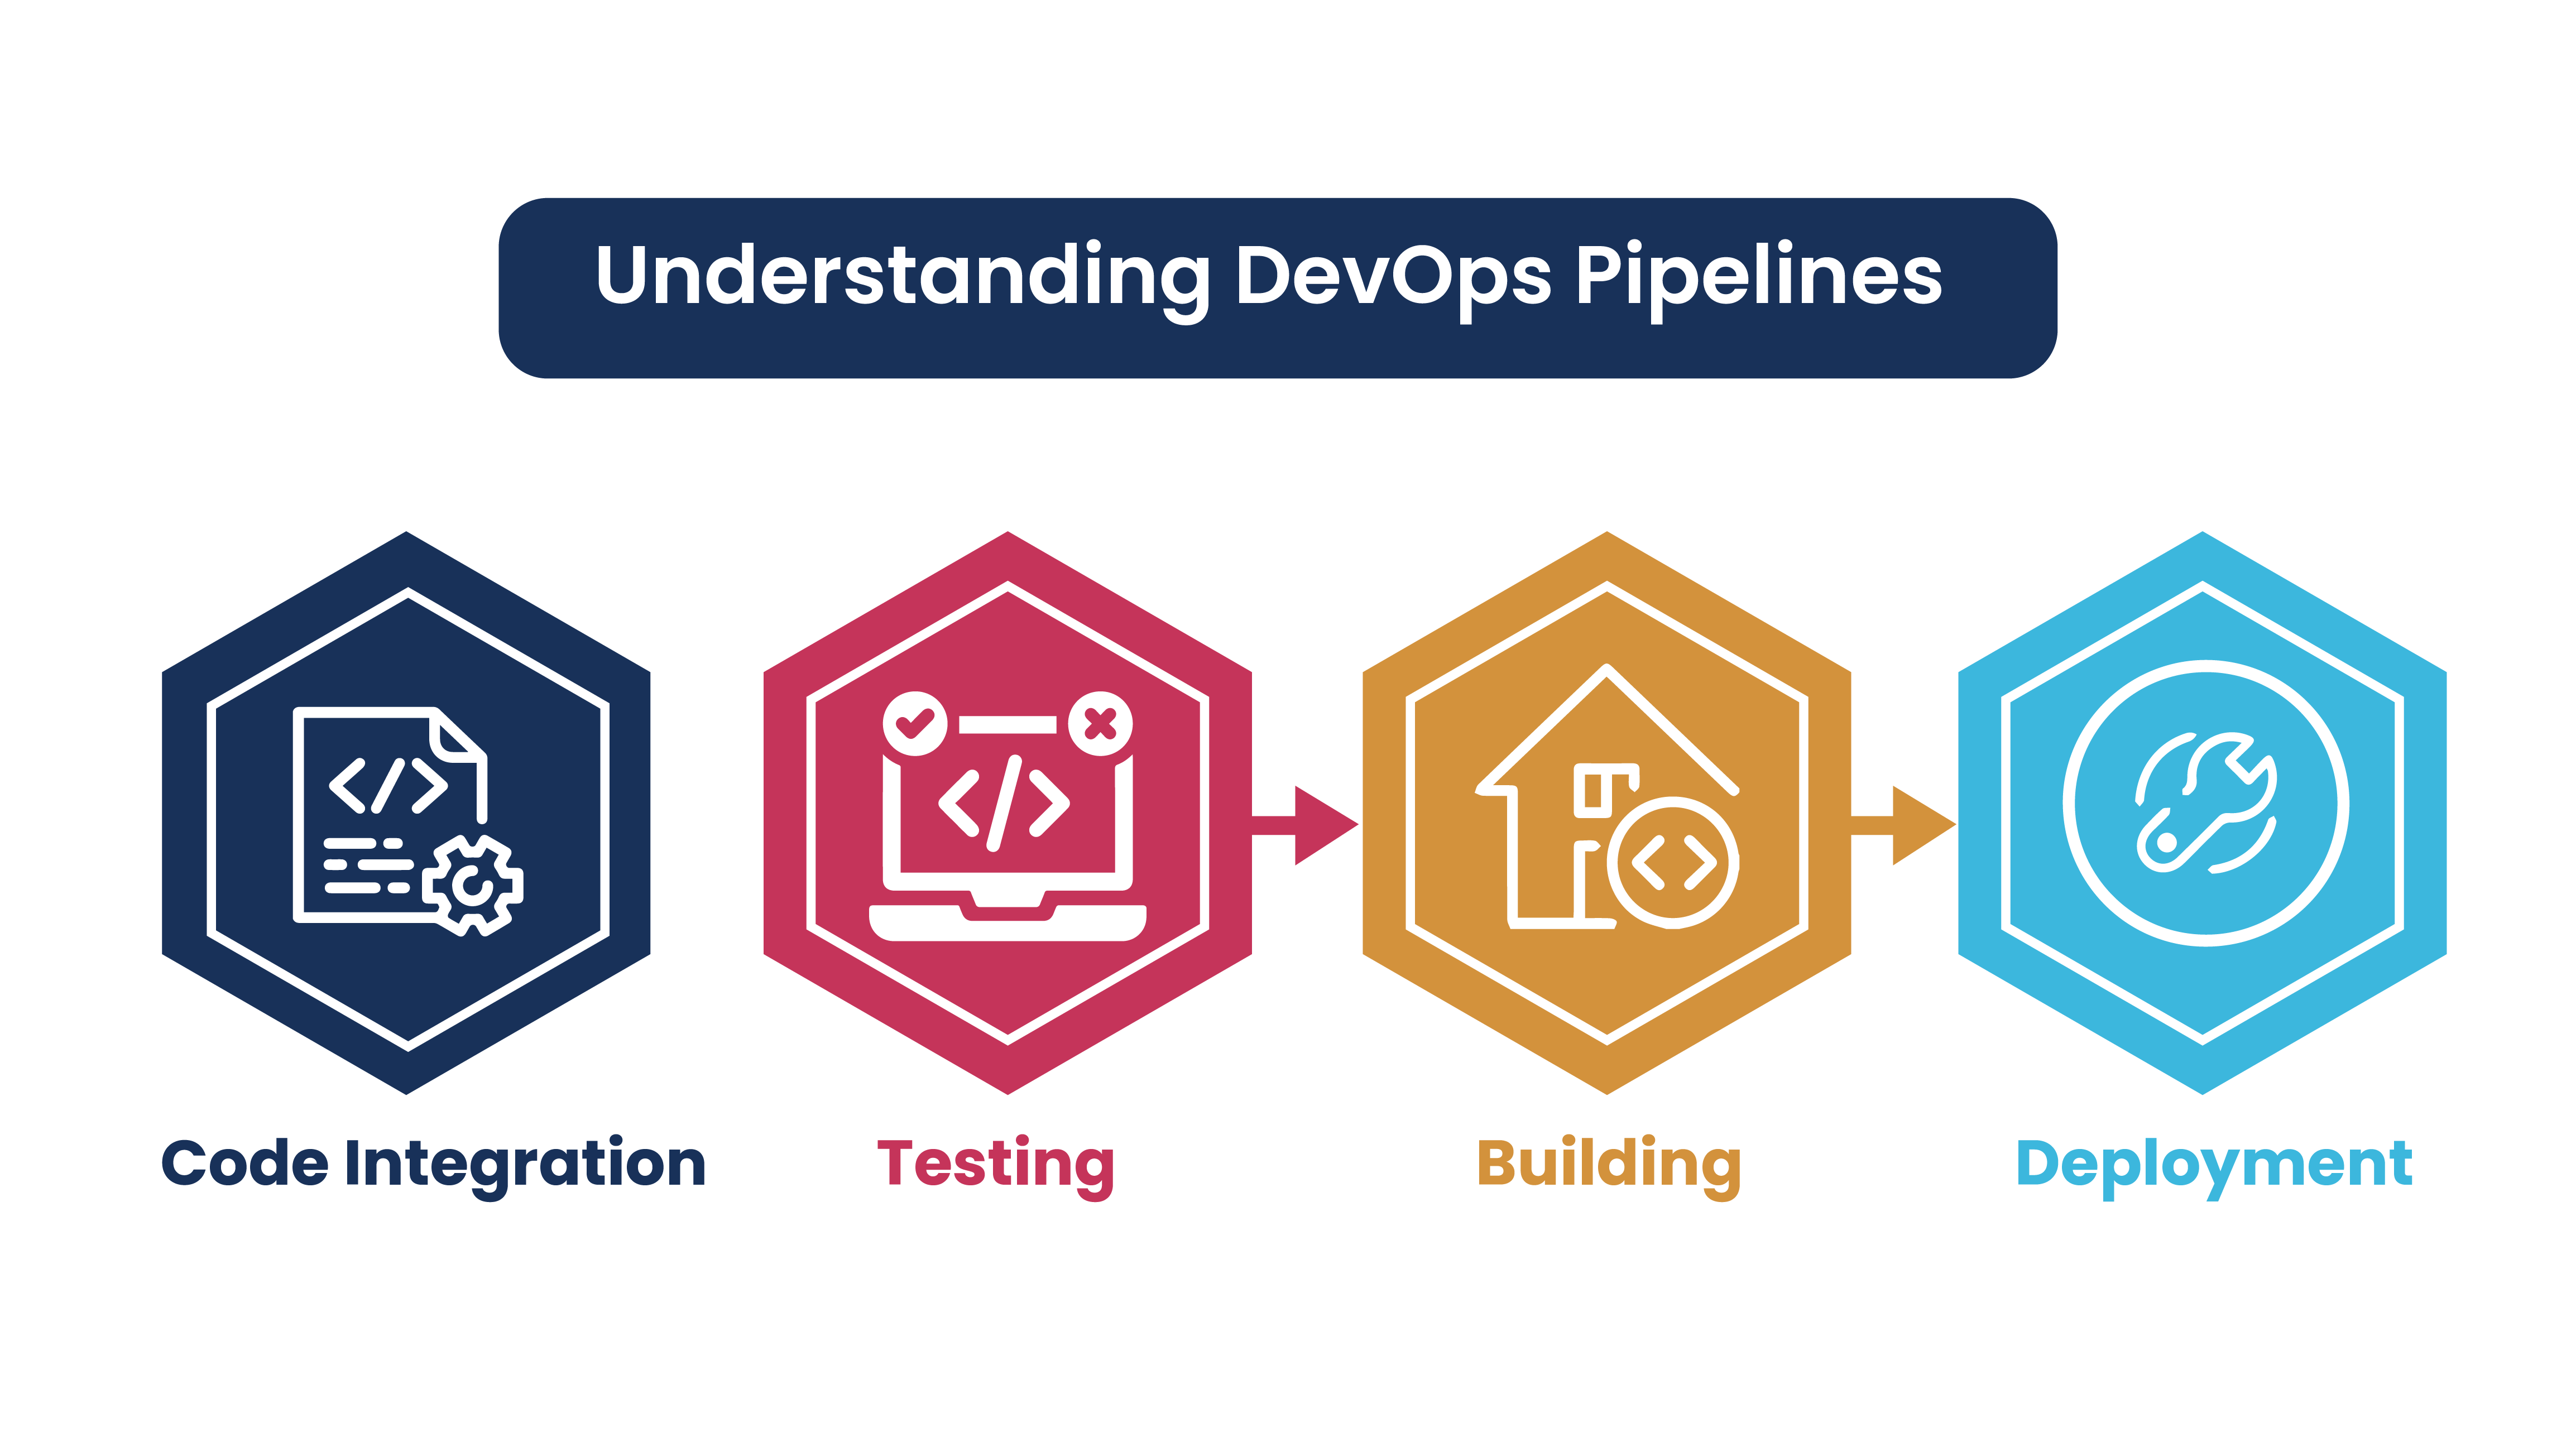 Understanding DevOps Pipelines
Code Integration
Testing
Building
Deployment